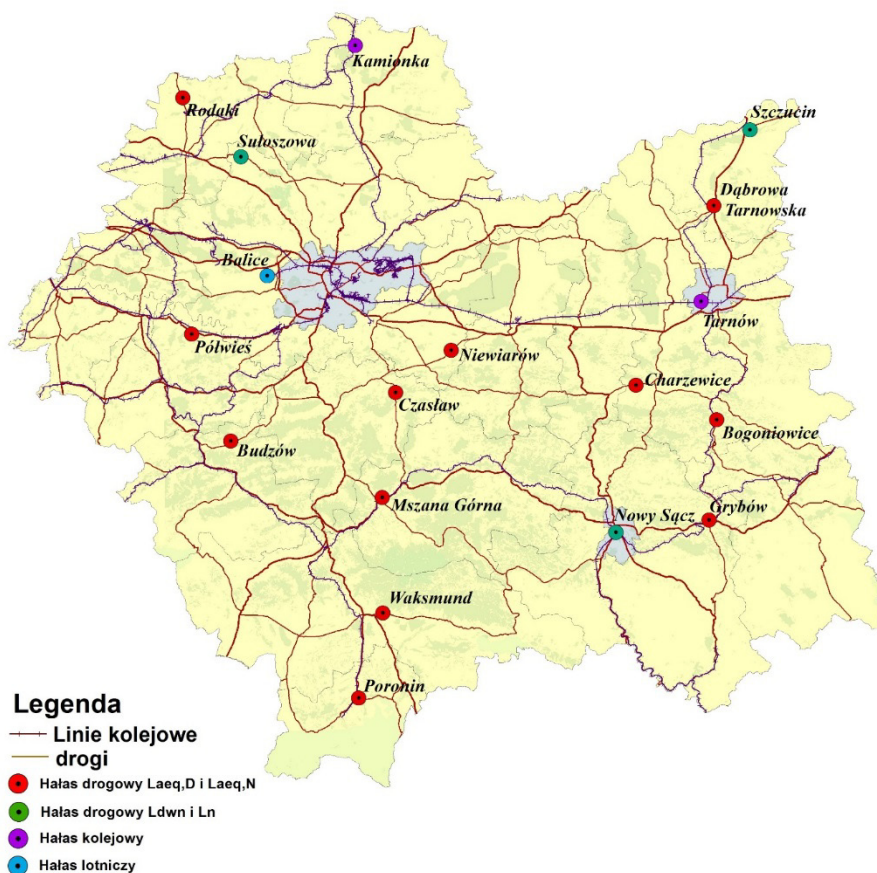 Kamionka
Rodaki
Szczucin
Sułoszowa
Dąbrowa
Tarnowska
Balice
Tarnów
Półwieś
Niewiarów
Charzewice
Czasław
Bogoniowice
Budzów
Mszana Górna
Nowy Sącz
Grybów
Waksmund
Poronin
Legenda
Linie kolejowe
drogi
Hałas drogowy Laeq,D i Laeq,N
Hałas drogowy Ldwn i Ln
Hałas kolejowy
Hałas lotniczy